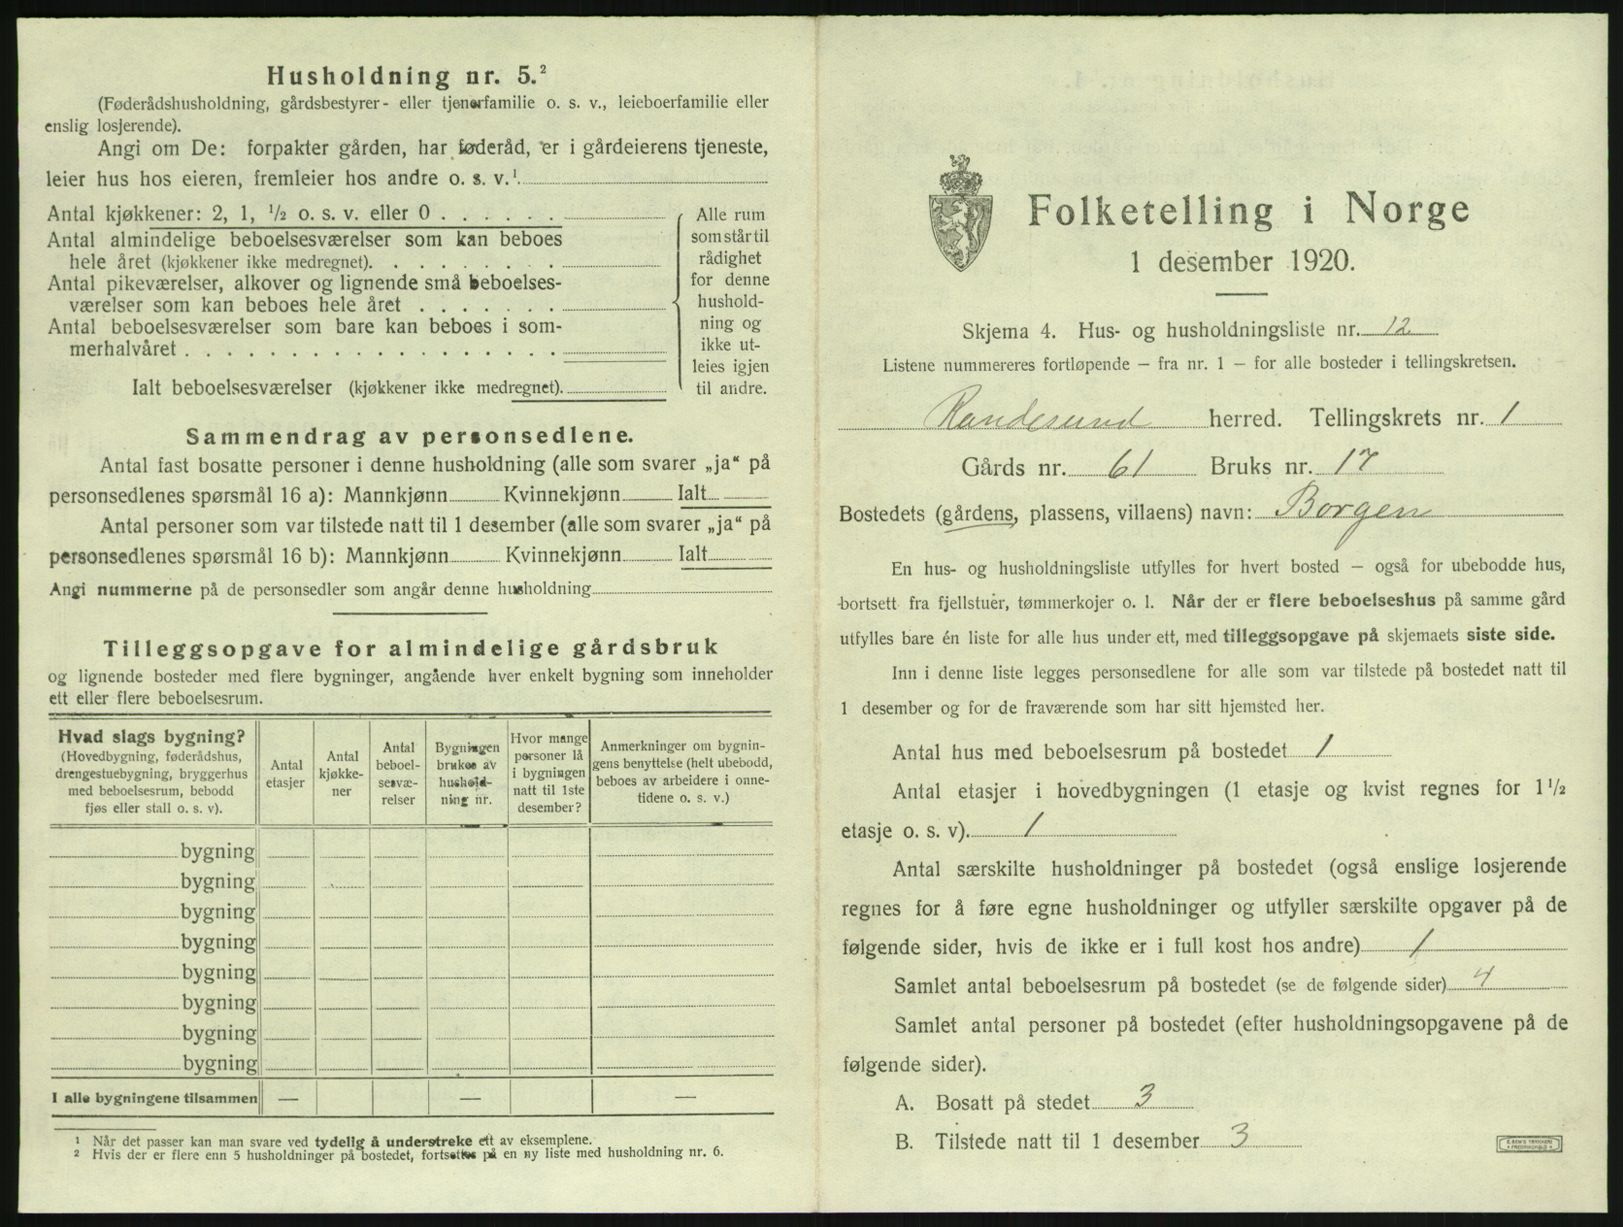 Husholdning nr. 5.²
(Føderådshusholdning, gårdsbestyrer- eller tjenerfamilie o. s. v., leieboerfamilie eller
enslig losjerende).
Angi om De: forpakter gården, har føderåd, er i gårdeierens tjeneste,
leier hus hos eieren, fremleier hos andre o. s. v.¹
Antal kjøkkener: 2, 1, ½ o. s. v. eller 0
Antal almindelige beboelsesværelser som kan beboes
hele året (kjøkkener ikke medregnet).
Antal pikeværelser, alkover og lignende små beboelses-
værelser som kan beboes hele året
Antal beboelsesværelser som bare kan beboes i som-
merhalvåret
Ialt beboelsesværelser (kjøkkener ikke medregnet).
Alle rum
som står til
rådighet
for denne
hushold-
ning og
ikke ut-
leies igjen
til andre.
Sammendrag av personsedlene.
Antal fast bosatte personer i denne husholdning (alle som svarer „ja“ på
personsedlenes spørsmål 16 a): Mannkjønn Kvinnekjønn Ialt
Antal personer som var tilstede natt til 1 desember (alle som svarer „ja“ på
personsedlenes spørsmål 16 b): Mannkjønn Kvinnekjønn Ialt
Angi nummerne på de personsedler som angår denne husholdning
Tilleggsopgave for almindelige gårdsbruk
og lignende bosteder med flere bygninger, angående hver enkelt bygning som inneholder
ett eller flere beboelsesrum.
Hvad slags bygning?
(Hovedbygning, føderådshus,
drengestuebygning, bryggerhus
med beboelsesrum, bebodd
fjøs eller stall o. s. v).
Antal
etasjer
Antal
kjøkke-
ner
Antal
beboel-
sesvæ-
relser
Bygningen
brukes av
hushold-
ning nr.
Hvor mange
personer lå
i bygningen
natt til 1ste
desember?
Anmerkninger om bygnin-
gens benyttelse (helt ubebodd,
beboes av arbeidere i onne-
tidene o. s. v.)
bygning
bygning
bygning
bygning
bygning
bygning
bygning
bygning
I alle bygningene tilsammen — — —
¹ Når det passer kan man svare ved tydelig å understreke ett av eksemplene.
² Hvis der er flere enn 5 husholdninger på bostedet, fortsettes på en ny liste med husholdning nr. 6.
Folketelling i Norge
1 desember 1920.
Skjema 4. Hus- og husholdningsliste nr. 12
Listene nummereres fortløpende — fra nr. 1 — for alle bosteder i tellingskretsen.
Randesund herred. Tellingskrets nr. 1
Gårds nr. 61 Bruks nr. 17
Bostedets (gårdens, plassens, villaens) navn: Borgen
En hus- og husholdningsliste utfylles for hvert bosted — også for ubebodde hus,
bortsett fra fjellstuer, tømmerkojer o. l. Når der er flere beboelseshus på samme gård
utfylles bare én liste for alle hus under ett, med tilleggsopgave på skjemaets siste side.
Inn i denne liste legges personsedlene for alle som var tilstede på bostedet natt til
1 desember og for de fraværende som har sitt hjemsted her.
Antal hus med beboelsesrum på bostedet 1
Antal etasjer i hovedbygningen (1 etasje og kvist regnes for 1½
etasje o. s. v). 1
Antal særskilte husholdninger på bostedet (også enslige losjerende
regnes for å føre egne husholdninger og utfyller særskilte opgaver på de
følgende sider, hvis de ikke er i full kost hos andre) 1
Samlet antal beboelsesrum på bostedet (se de følgende sider) 4
Samlet antal personer på bostedet (efter husholdningsopgavene på de
følgende sider).
A. Bosatt på stedet 3
B. Tilstede natt til 1 desember 3